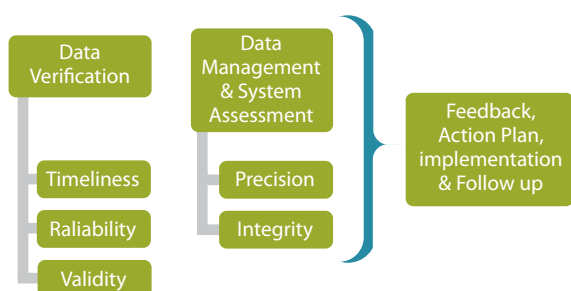 Data
Verification
Timeliness
Raliability
Validity
Data
Management
& System
Assessment
Precision
Integrity
Feedback,
Action Plan,
implementation
& Follow up